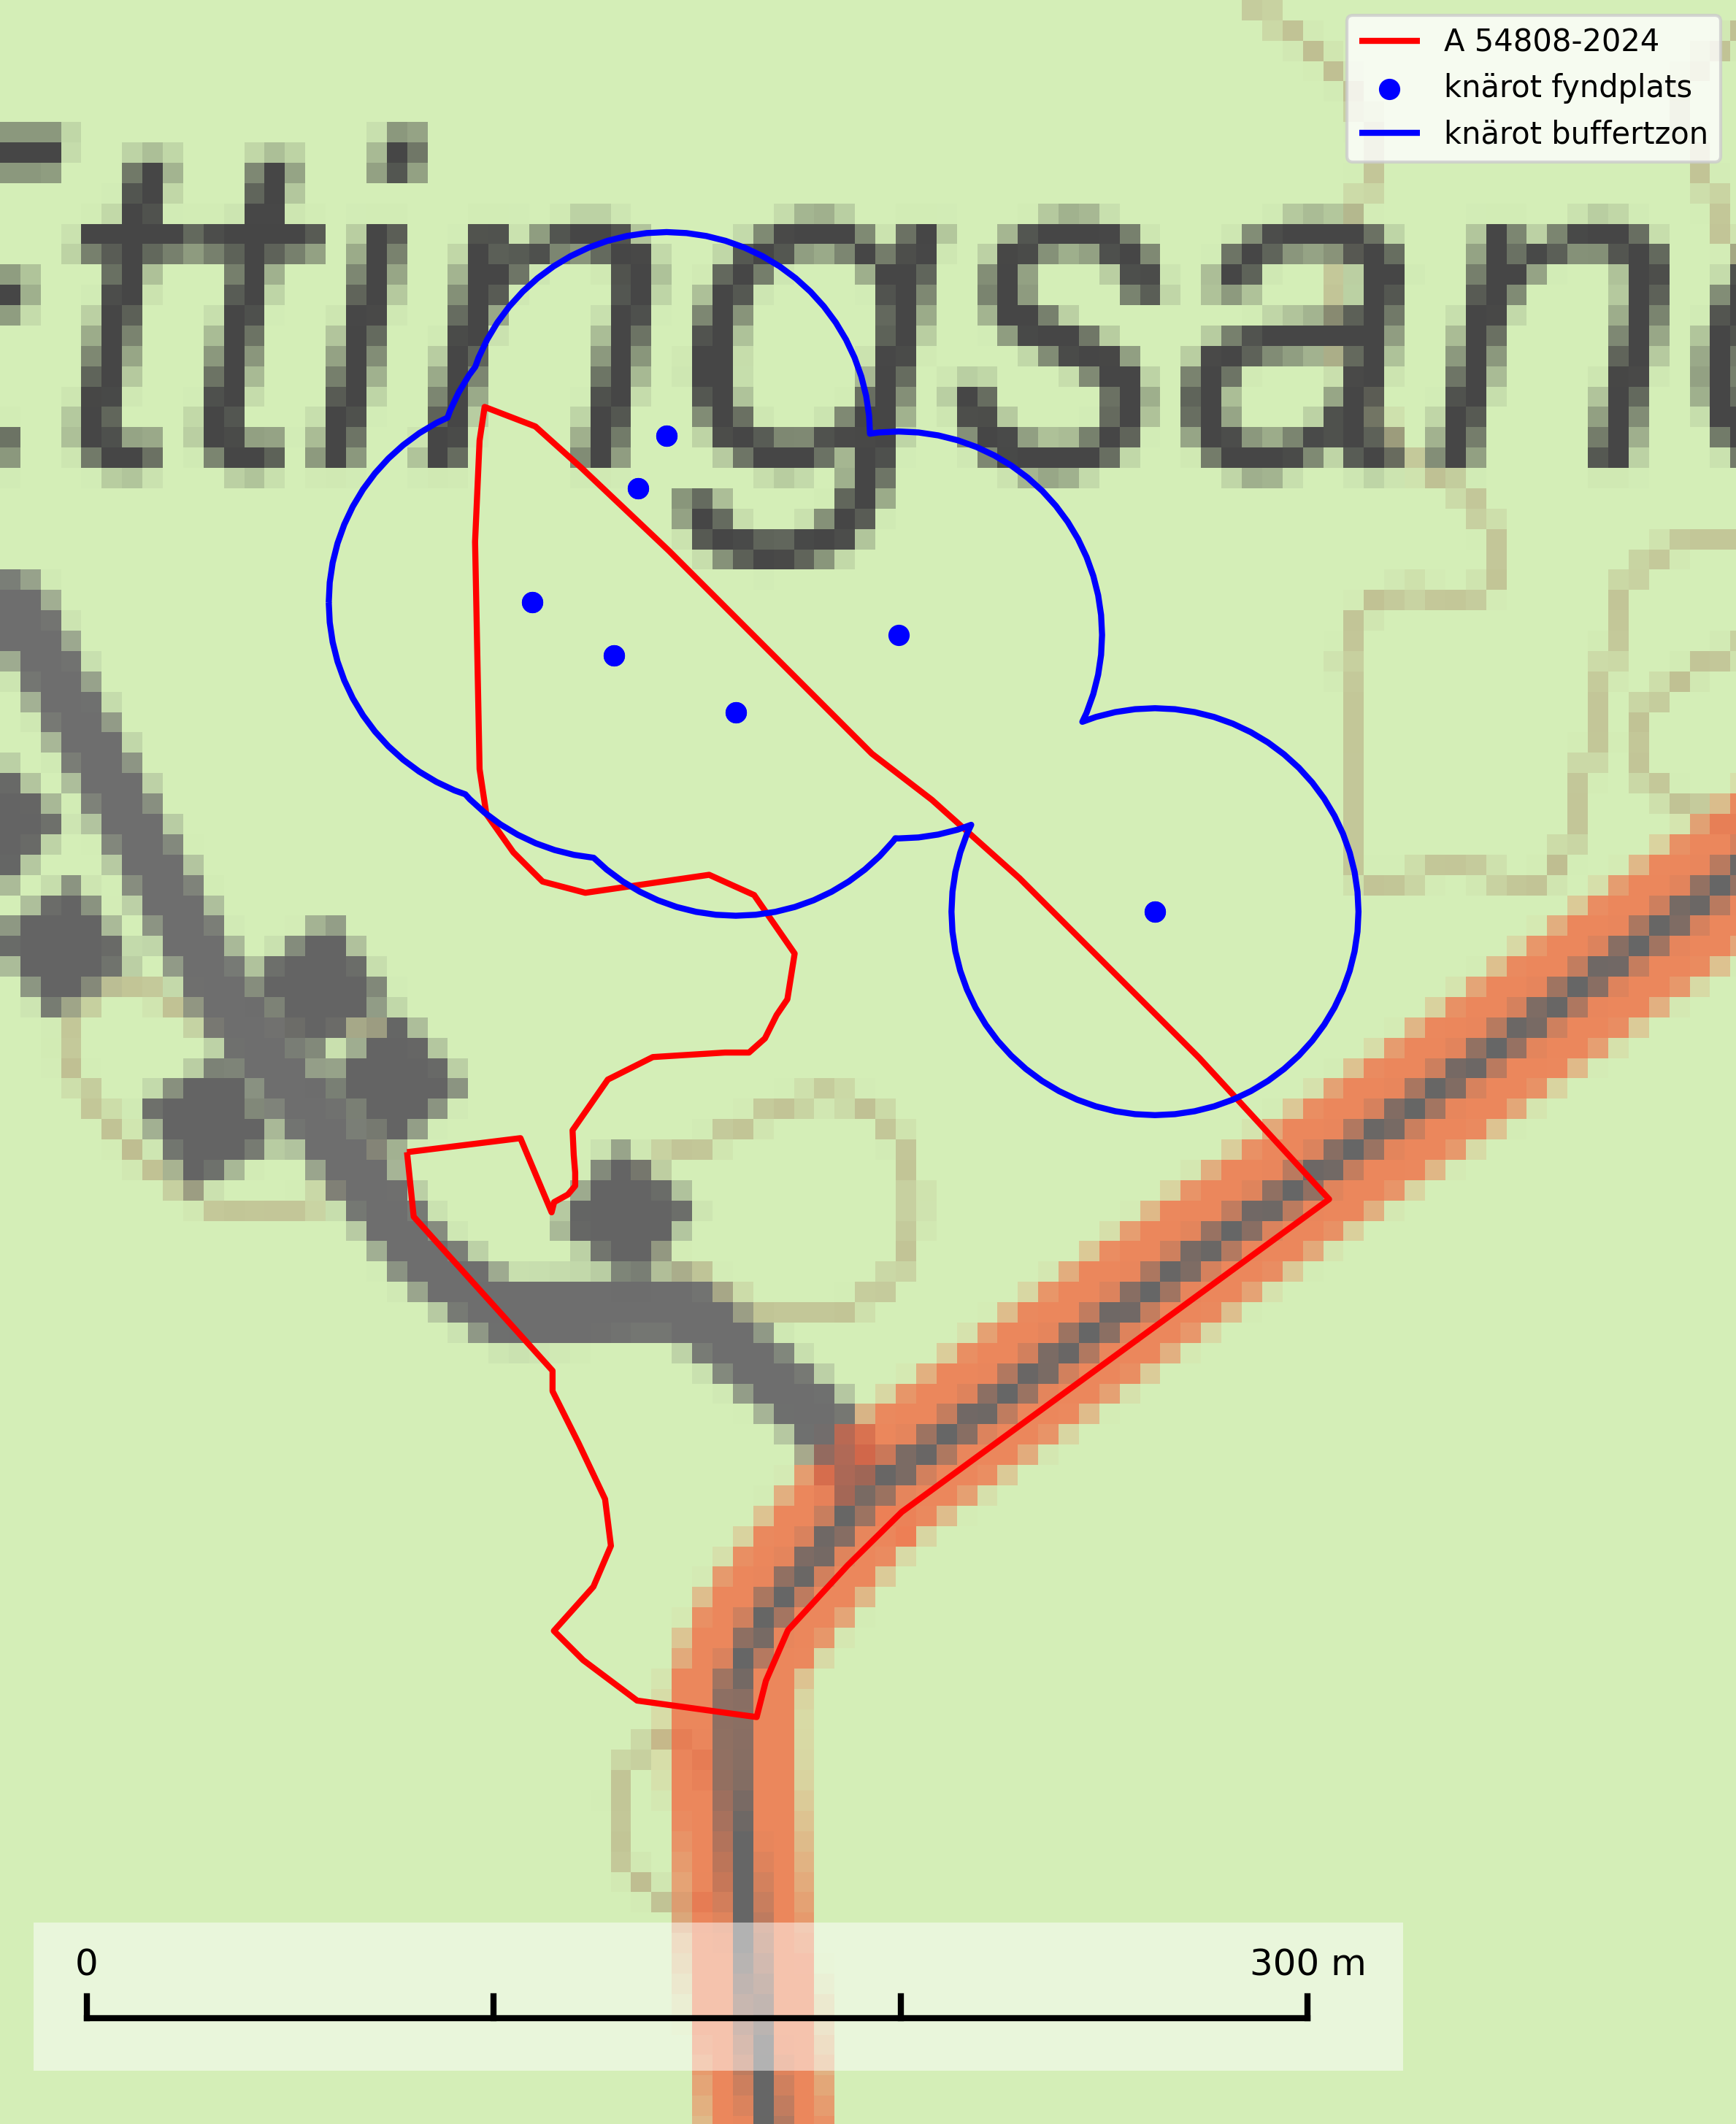 A 54808-2024
knärot fyndplats
knärot buffertzon
ttingsan
0
300 m